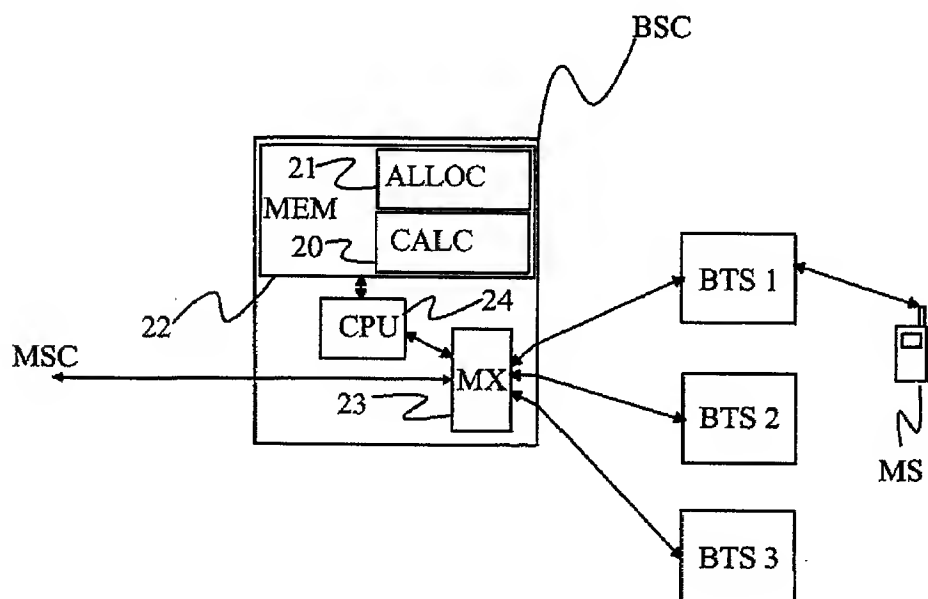 BSC
21 ALLOC
MEM
20 CALC
BTS 1
22
CPU 24
MSC
MX
23
BTS 2
MS
BTS 3